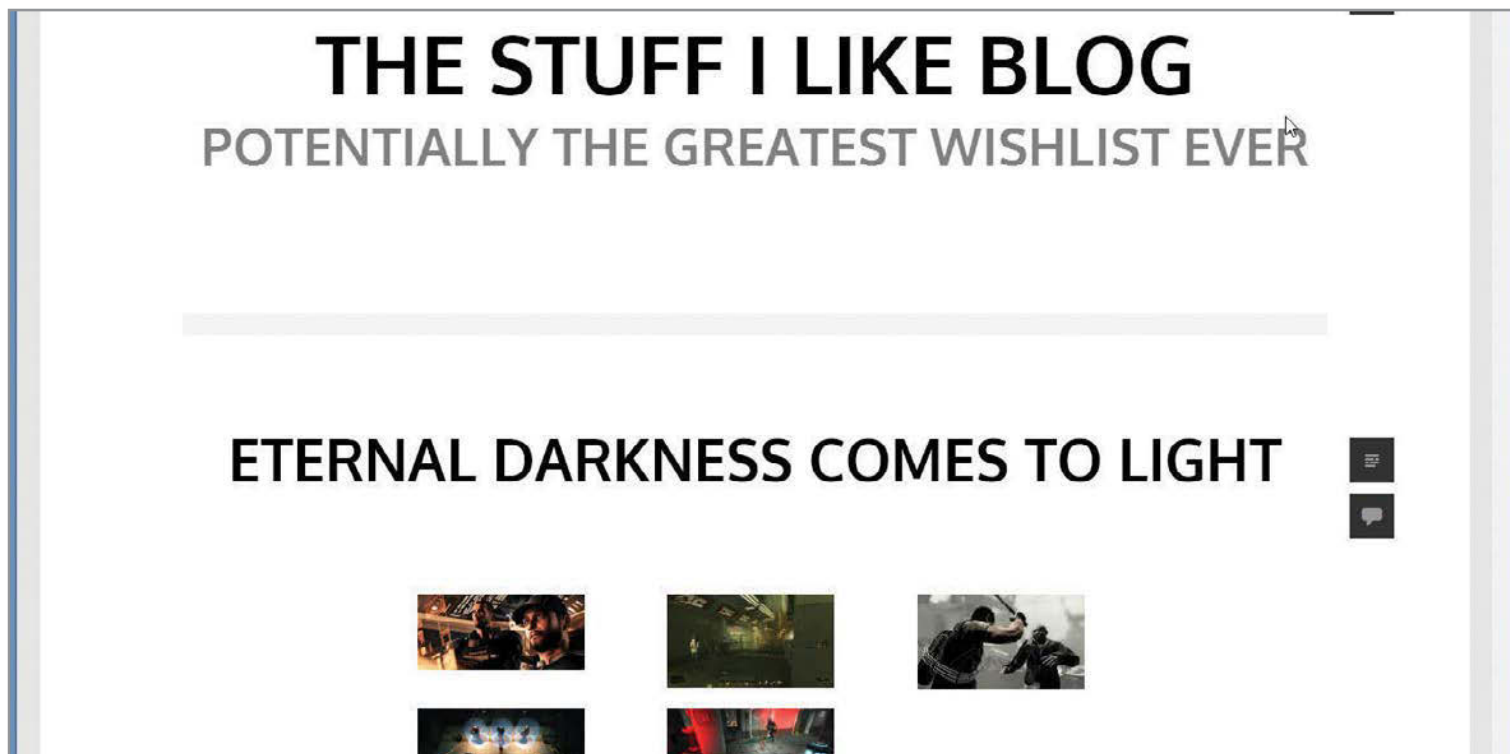 THE STUFF I LIKE BLOG
POTENTIALLY THE GREATEST WISHLIST EVER
ETERNAL DARKNESS COMES TO LIGHT